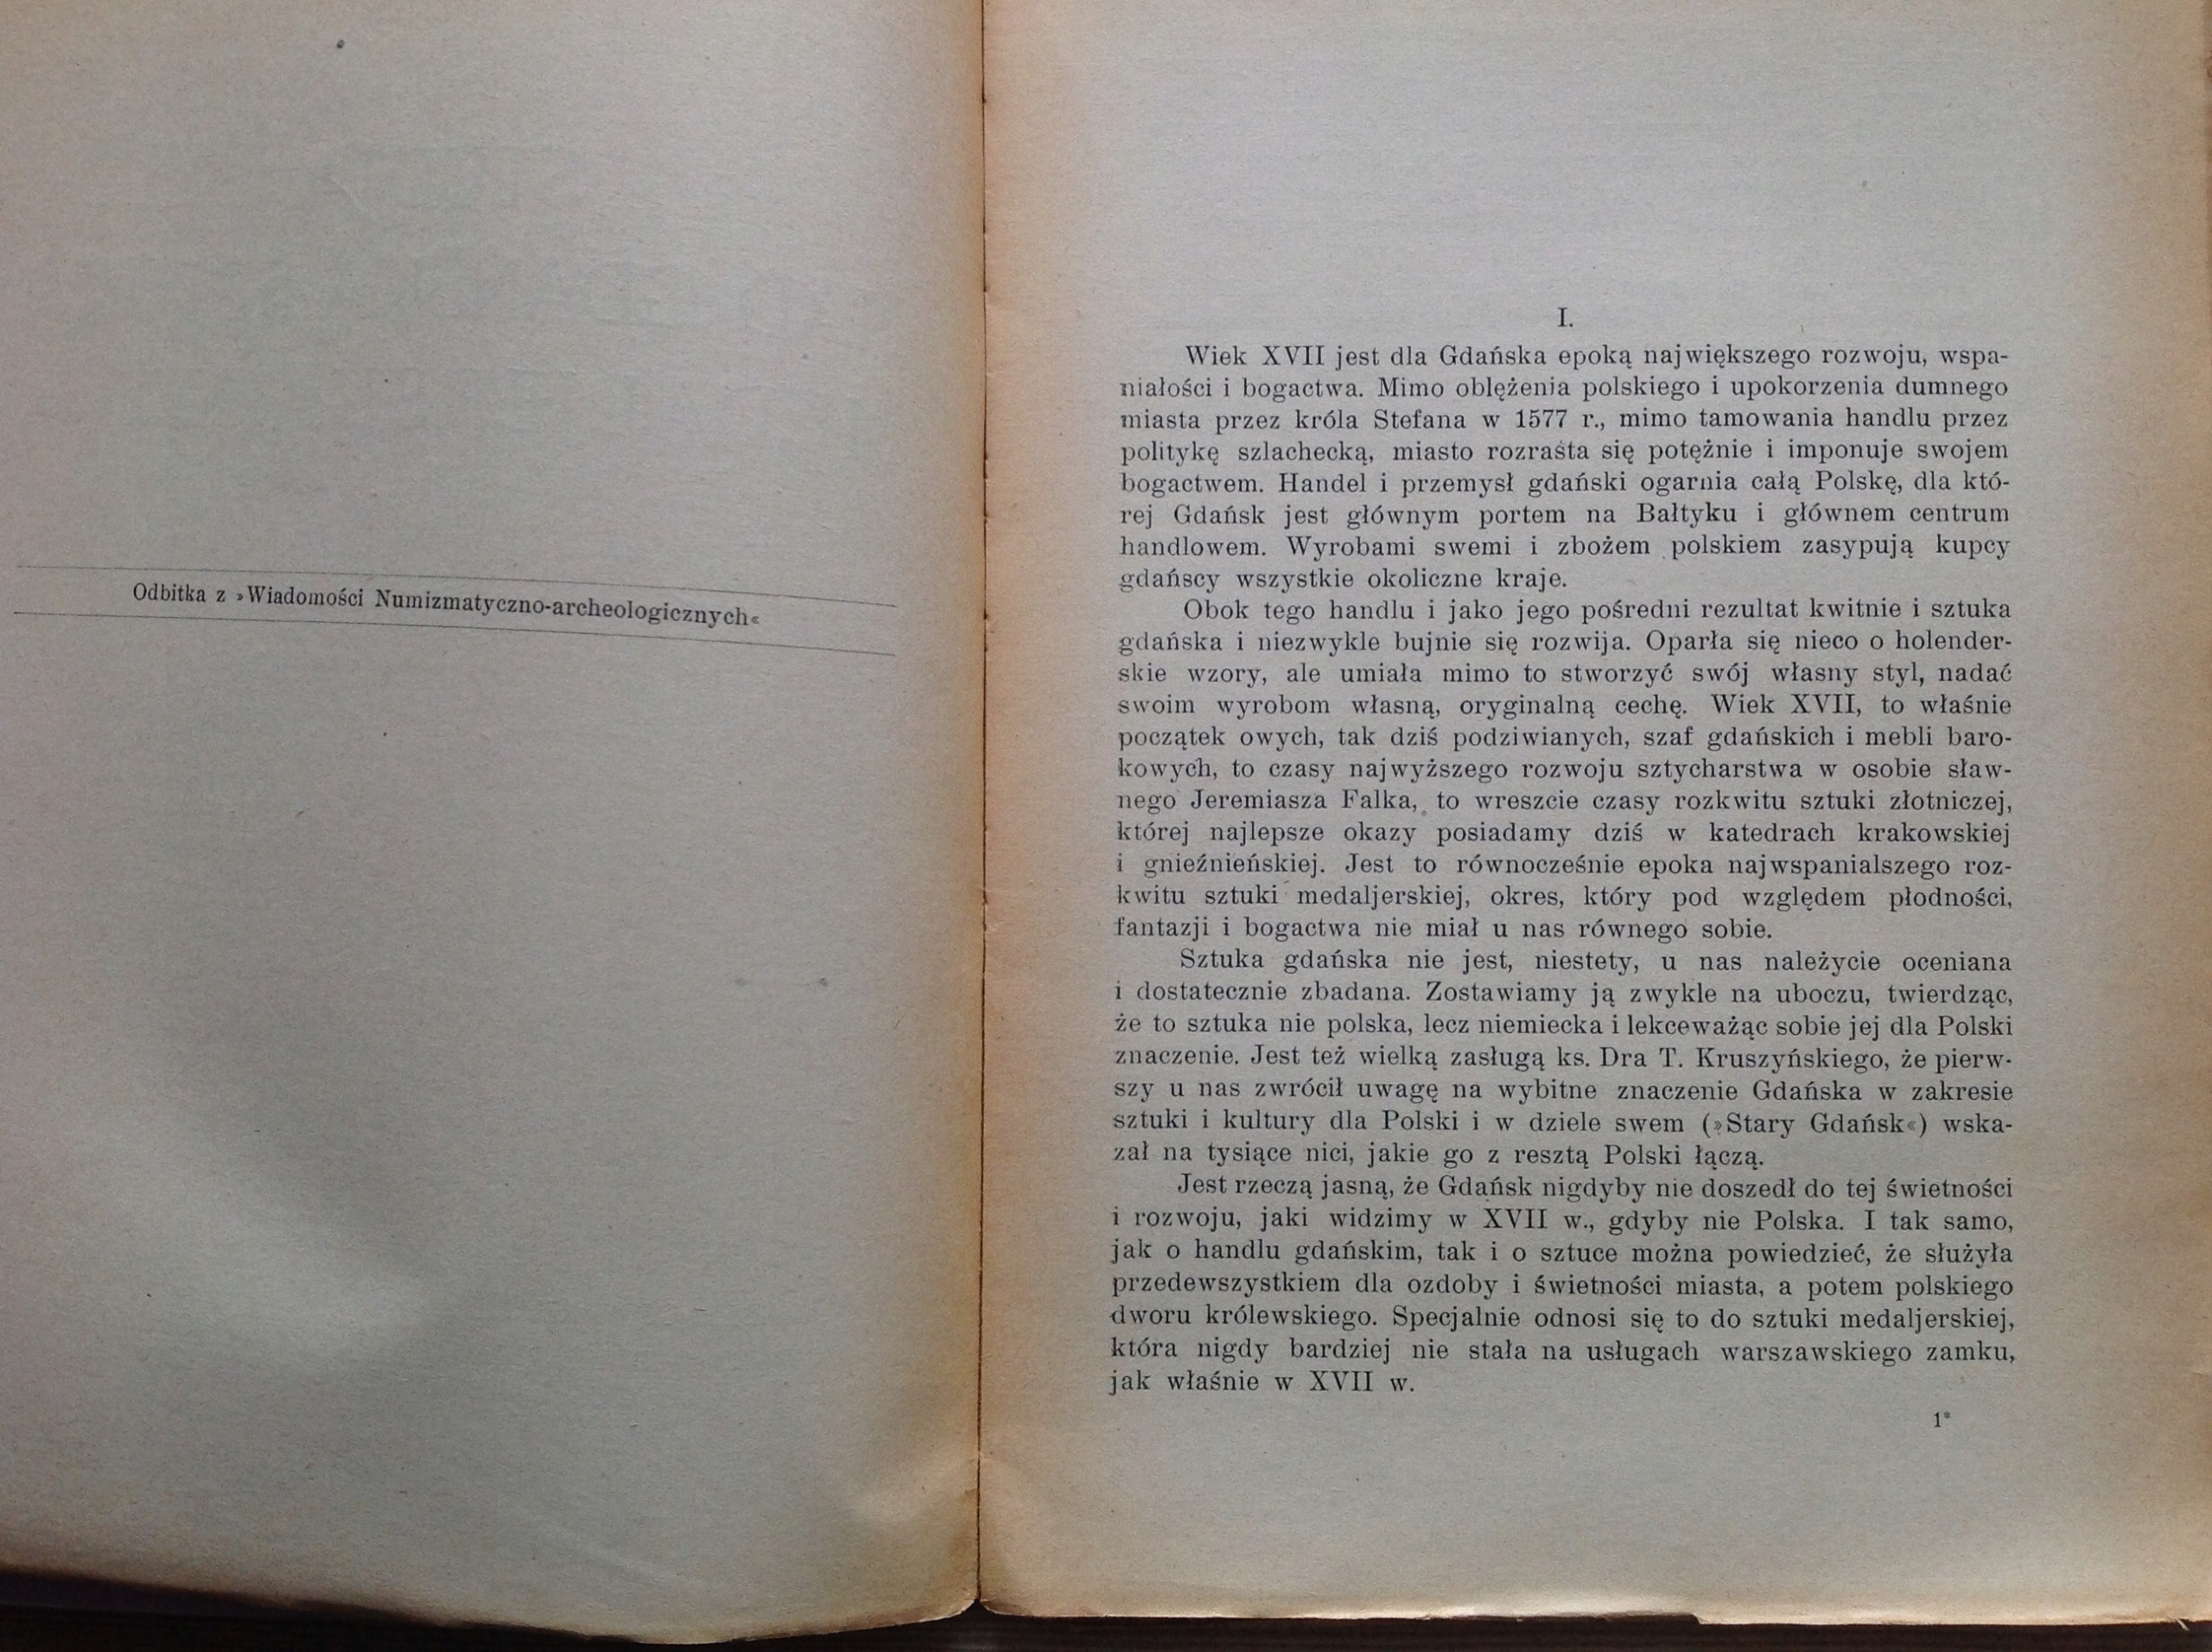 Odbitka z »Wiadomości Numizmatyczno-archeologicznych«
I.
Wiek XVII jest dla Gdańska epoką największego rozwoju, wspa-
niałości i bogactwa. Mimo oblężenia polskiego i upokorzenia dumnego
miasta przez króla Stefana w 1577 r., mimo tamowania handlu przez
politykę szlachecką, miasto rozrasta się potężnie i imponuje swojem
bogactwem. Handel i przemysł gdański ogarnia całą Polskę, dla któ-
rej Gdańsk jest głównym portem na Bałtyku i głównem centrum
handlowem. Wyrobami swemi i zbożem polskiem zasypują kupcy
gdańscy wszystkie okoliczne kraje.
Obok tego handlu i jako jego pośredni rezultat kwitnie i sztuka
gdańska i niezwykle bujnie się rozwija. Oparła się nieco o holender-
skie wzory, ale umiała mimo to stworzyć swój własny styl, nadać
swoim wyrobom własną, oryginalną cechę. Wiek XVII, to właśnie
początek owych, tak dziś podziwianych, szaf gdańskich i mebli baro-
kowych, to czasy najwyższego rozwoju sztycharstwa w osobie sław-
nego Jeremiasza Falka, to wreszcie czasy rozkwitu sztuki złotniczej,
której najlepsze okazy posiadamy dziś w katedrach krakowskiej
i gnieźnieńskiej. Jest to równocześnie epoka najwspanialszego roz-
kwitu sztuki medaljerskiej, okres, który pod względem płodności,
fantazji i bogactwa nie miał u nas równego sobie.
Sztuka gdańska nie jest, niestety, u nas należycie oceniana
i dostatecznie zbadana. Zostawiamy ją zwykle na uboczu, twierdząc,
że to sztuka nie polska, lecz niemiecka i lekceważąc sobie jej dla Polski
znaczenie. Jest też wielką zasługą ks. Dra T. Kruszyńskiego, że pierw-
szy u nas zwrócił uwagę na wybitne znaczenie Gdańska w zakresie
sztuki i kultury dla Polski i w dziele swem (»Stary Gdańsk«) wska-
zał na tysiące nici, jakie go z resztą Polski łączą.
Jest rzeczą jasną, że Gdańsk nigdyby nie doszedł do tej świetności
i rozwoju, jaki widzimy w XVII w., gdyby nie Polska. I tak samo,
jak o handlu gdańskim, tak i o sztuce można powiedzieć, że służyła
przedewszystkiem dla ozdoby i świetności miasta, a potem polskiego
dworu królewskiego. Specjalnie odnosi się to do sztuki medaljerskiej,
która nigdy bardziej nie stała na usługach warszawskiego zamku,
jak właśnie w XVII w.
1*